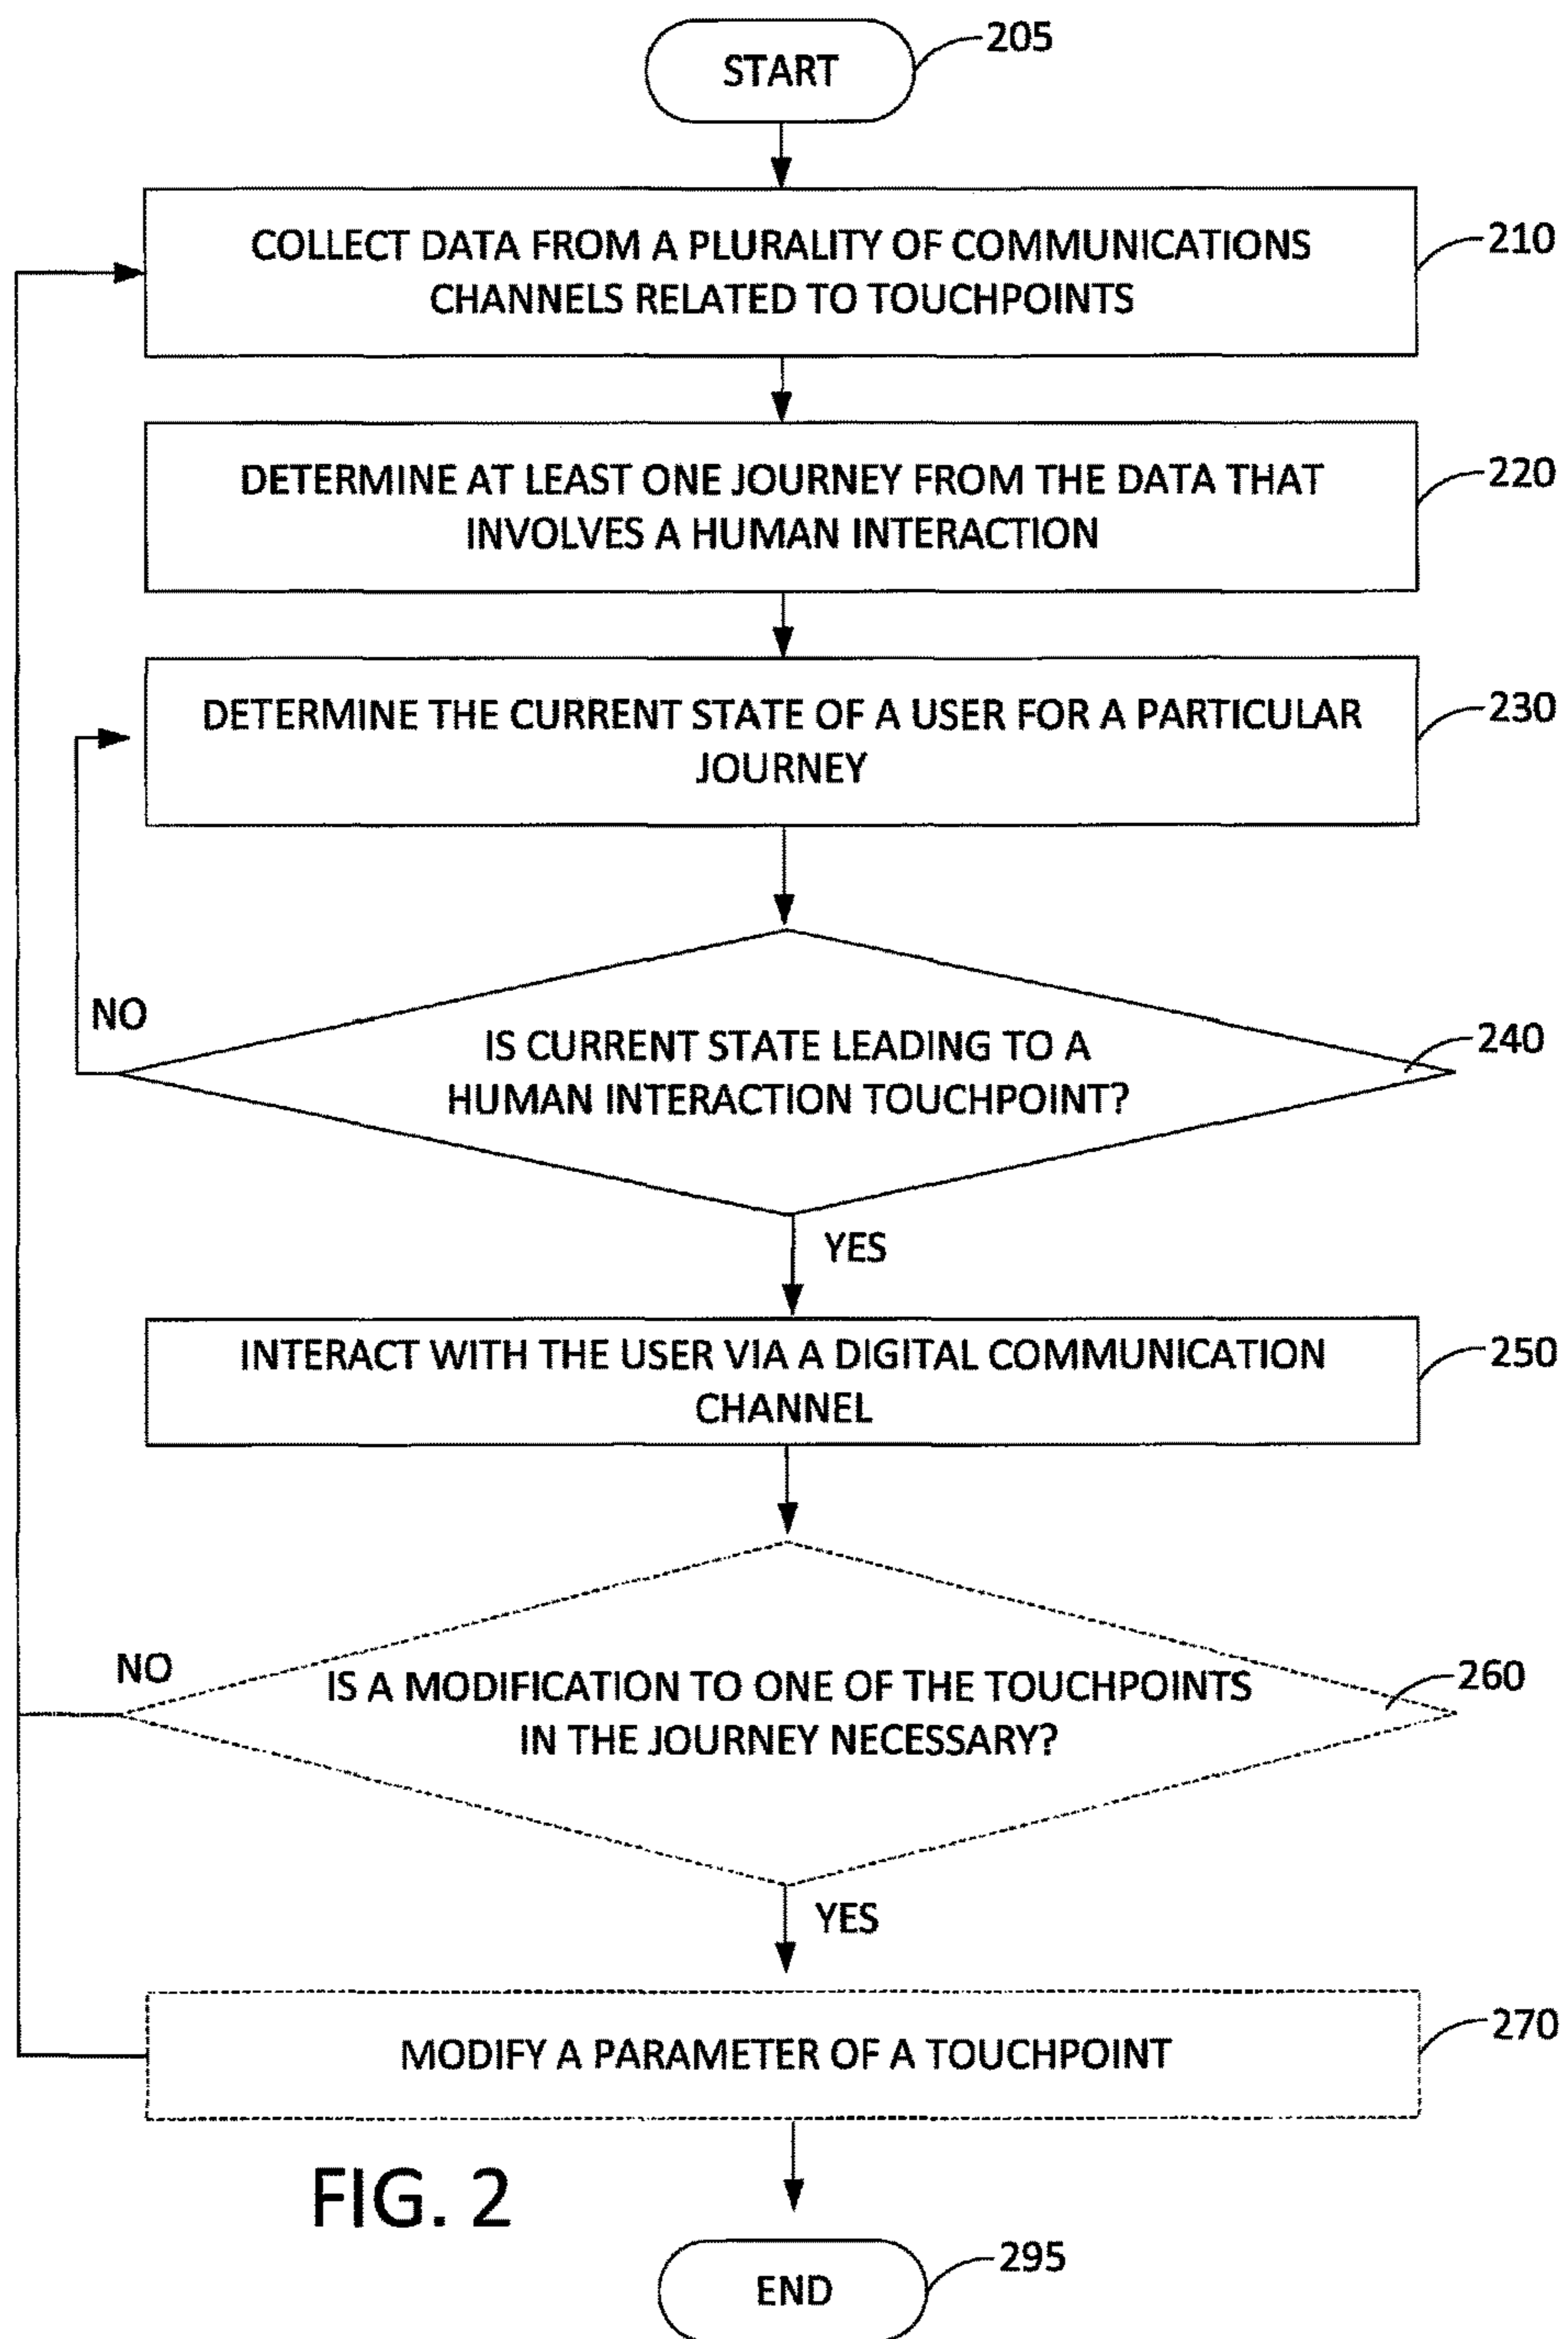 START
205
COLLECT DATA FROM A PLURALITY OF COMMUNICATIONS
CHANNELS RELATED TO TOUCHPOINTS
210
DETERMINE AT LEAST ONE JOURNEY FROM THE DATA THAT
INVOLVES A HUMAN INTERACTION
220
DETERMINE THE CURRENT STATE OF A USER FOR A PARTICULAR
JOURNEY
230
NO
IS CURRENT STATE LEADING TO A
HUMAN INTERACTION TOUCHPOINT?
240
YES
INTERACT WITH THE USER VIA A DIGITAL COMMUNICATION
CHANNEL
250
NO
IS A MODIFICATION TO ONE OF THE TOUCHPOINTS
IN THE JOURNEY NECESSARY?
260
YES
MODIFY A PARAMETER OF A TOUCHPOINT
270
FIG. 2
END
295